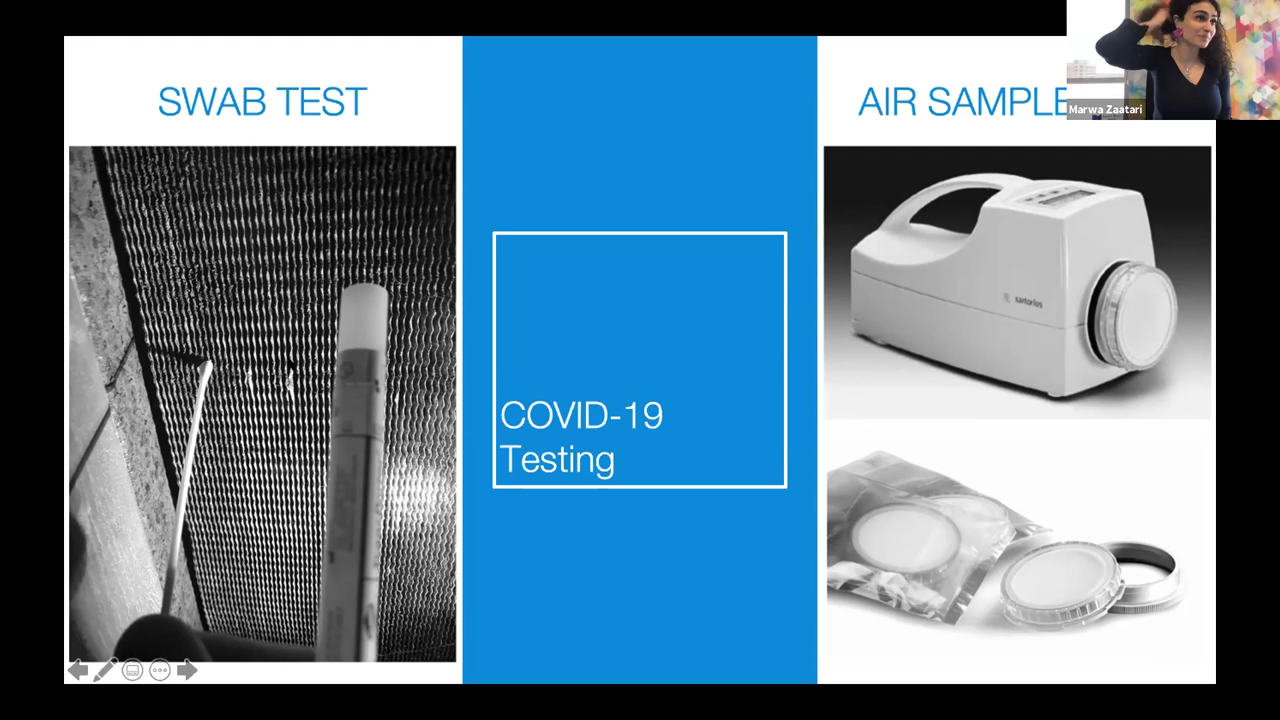 SWAB TEST
COVID-19
Testing
AIR SAMPLE
Marwa Zaatari
sartorius